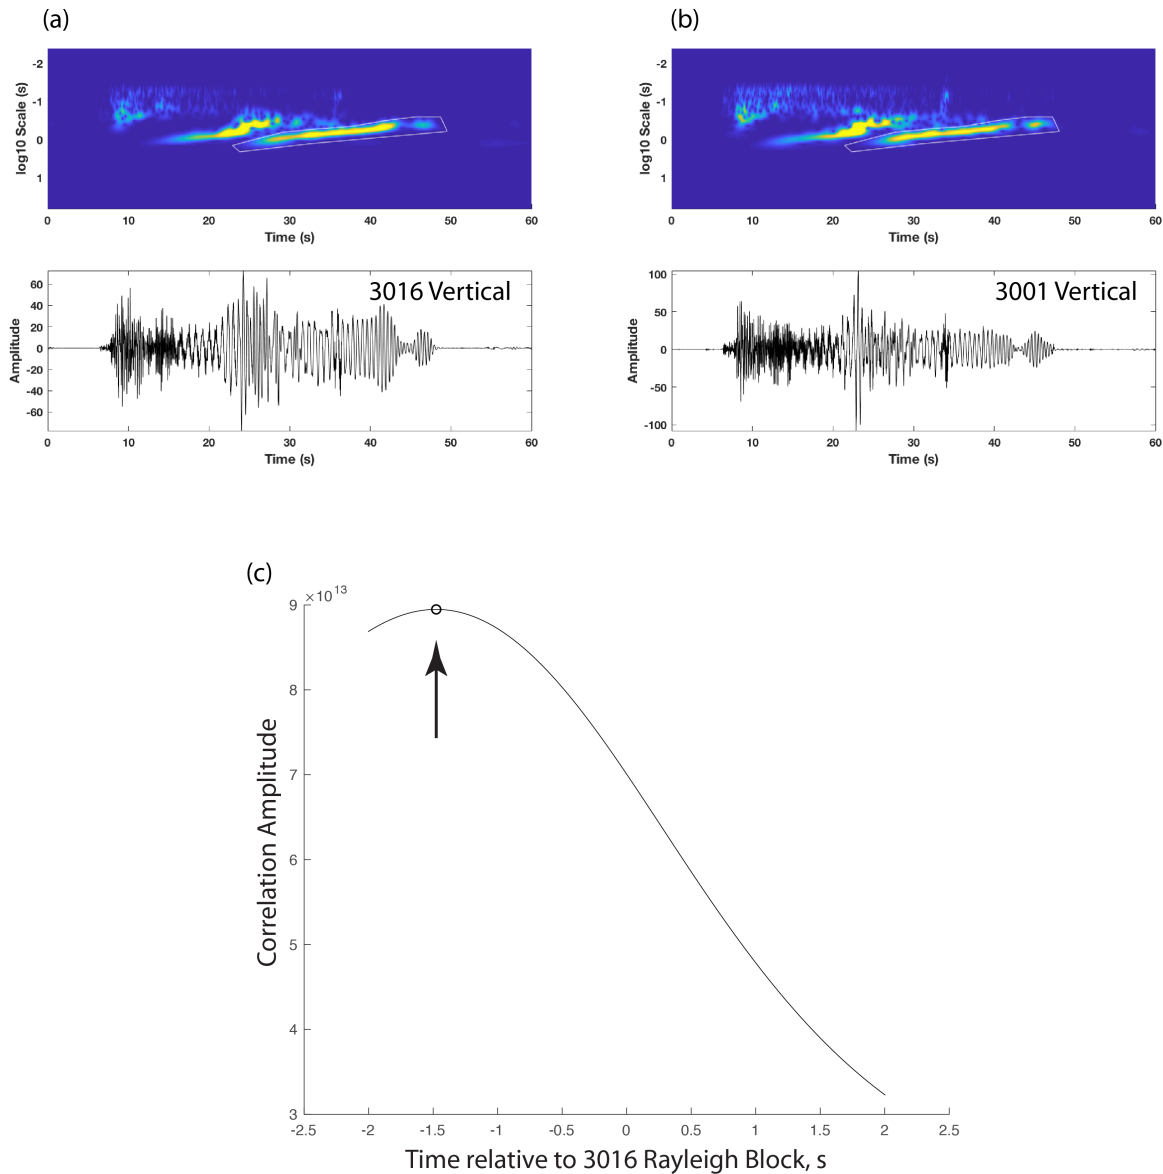 (a)
log10 Scale (s)
-2
-1
0
1
0 10 20 30 40 50 60
Time (s)
3016 Vertical
Amplitude
60
40
20
0
-20
-40
-60
0 10 20 30 40 50 60
Time (s)
(b)
log10 Scale (s)
-2
-1
0
1
0 10 20 30 40 50 60
Time (s)
3001 Vertical
Amplitude
100
50
0
-50
-100
0 10 20 30 40 50 60
Time (s)
(c)
×10 13
Correlation Amplitude
9
8
7
6
5
4
3
-2.5 -2 -1.5 -1 -0.5 0 0.5 1 1.5 2 2.5
Time relative to 3016 Rayleigh Block, s